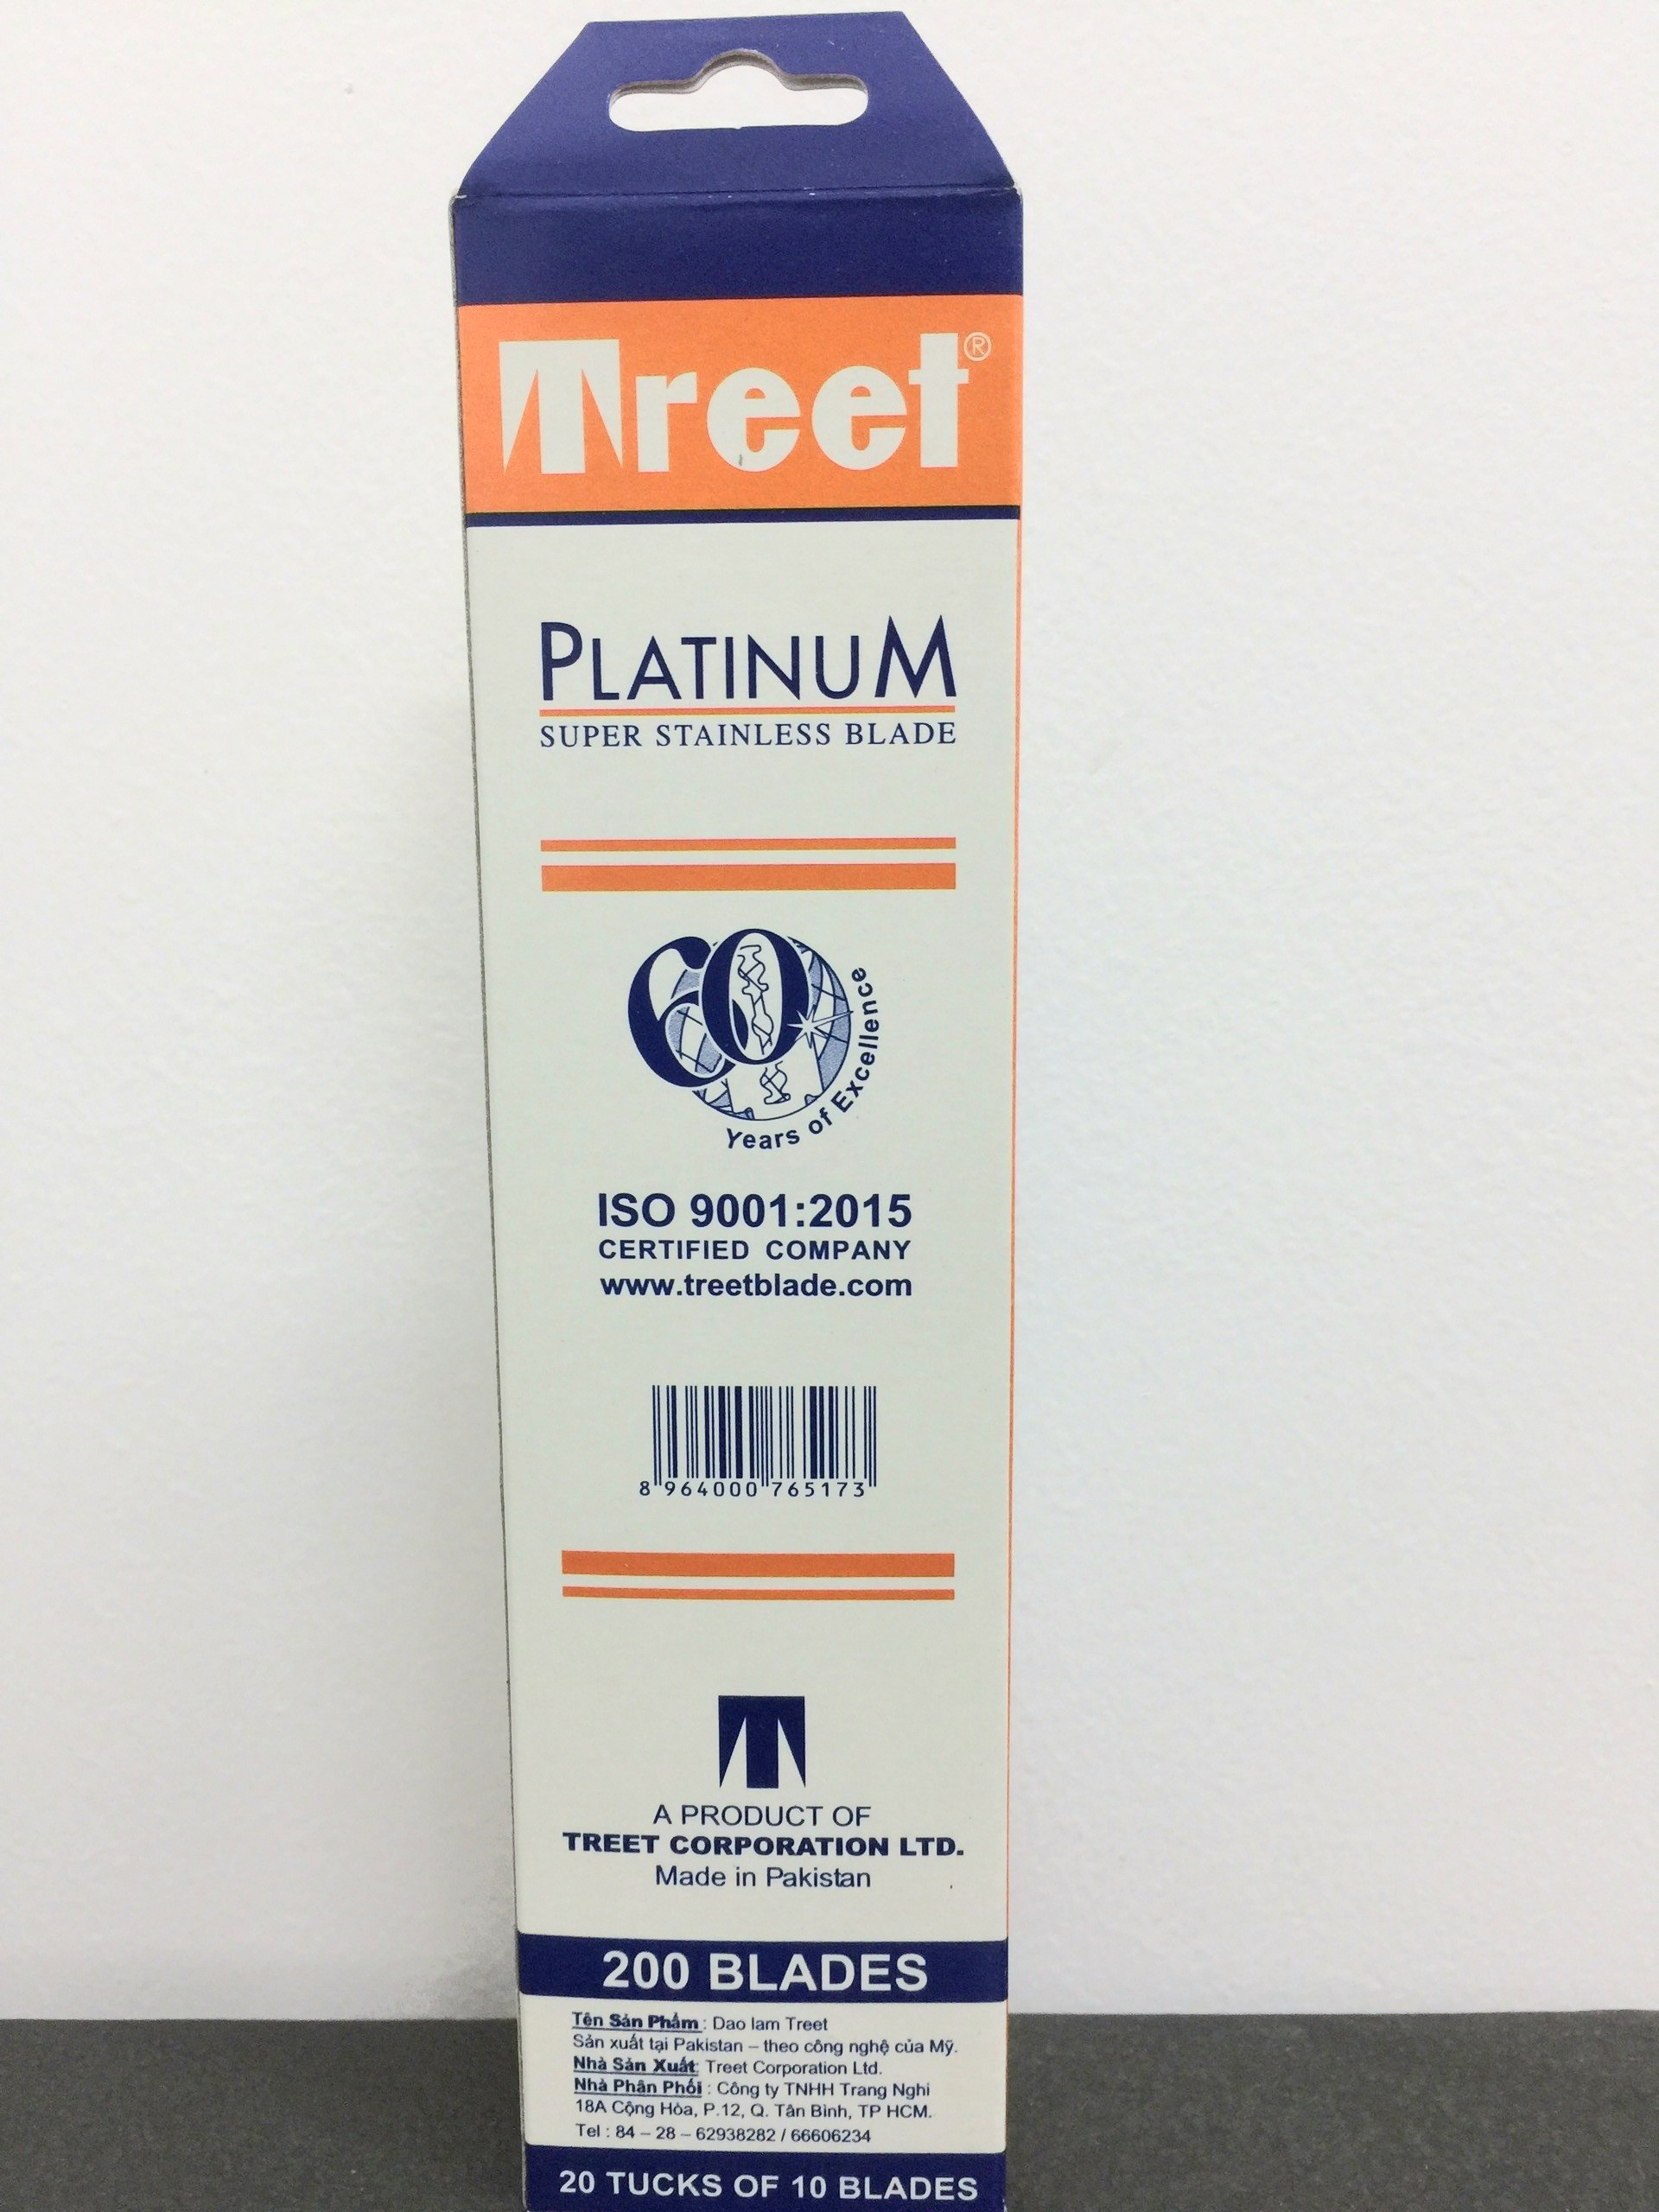 Treet®
PLATINUM
SUPER STAINLESS BLADE
60
Years of Excellence
ISO 9001:2015
CERTIFIED COMPANY
www.treetblade.com
8 964000 765173
T
A PRODUCT OF
TREET CORPORATION LTD.
Made in Pakistan
200 BLADES
Tên Sản Phẩm : Dao lam Treet
Sản xuất tại Pakistan – theo công nghệ của Mỹ.
Nhà Sản Xuất: Treet Corporation Ltd.
Nhà Phân Phối : Công ty TNHH Trang Nghi
18A Cộng Hòa, P.12, Q. Tân Bình, TP HCM.
Tel : 84 – 28 – 62938282 / 66606234
20 TUCKS OF 10 BLADES